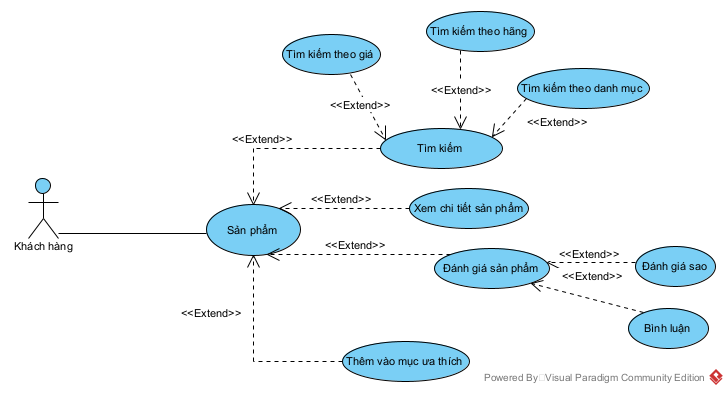 Tìm kiếm theo hãng
Tìm kiếm theo giá
<<Extend>>
Tìm kiếm theo danh mục
<<Extend>>
<<Extend>>
<<Extend>>
Tìm kiếm
Khách hàng
Sản phẩm
<<Extend>>
Xem chi tiết sản phẩm
<<Extend>>
Đánh giá sản phẩm
<<Extend>>
Đánh giá sao
<<Extend>>
Bình luận
<<Extend>>
Thêm vào mục ưa thích
Powered By Visual Paradigm Community Edition